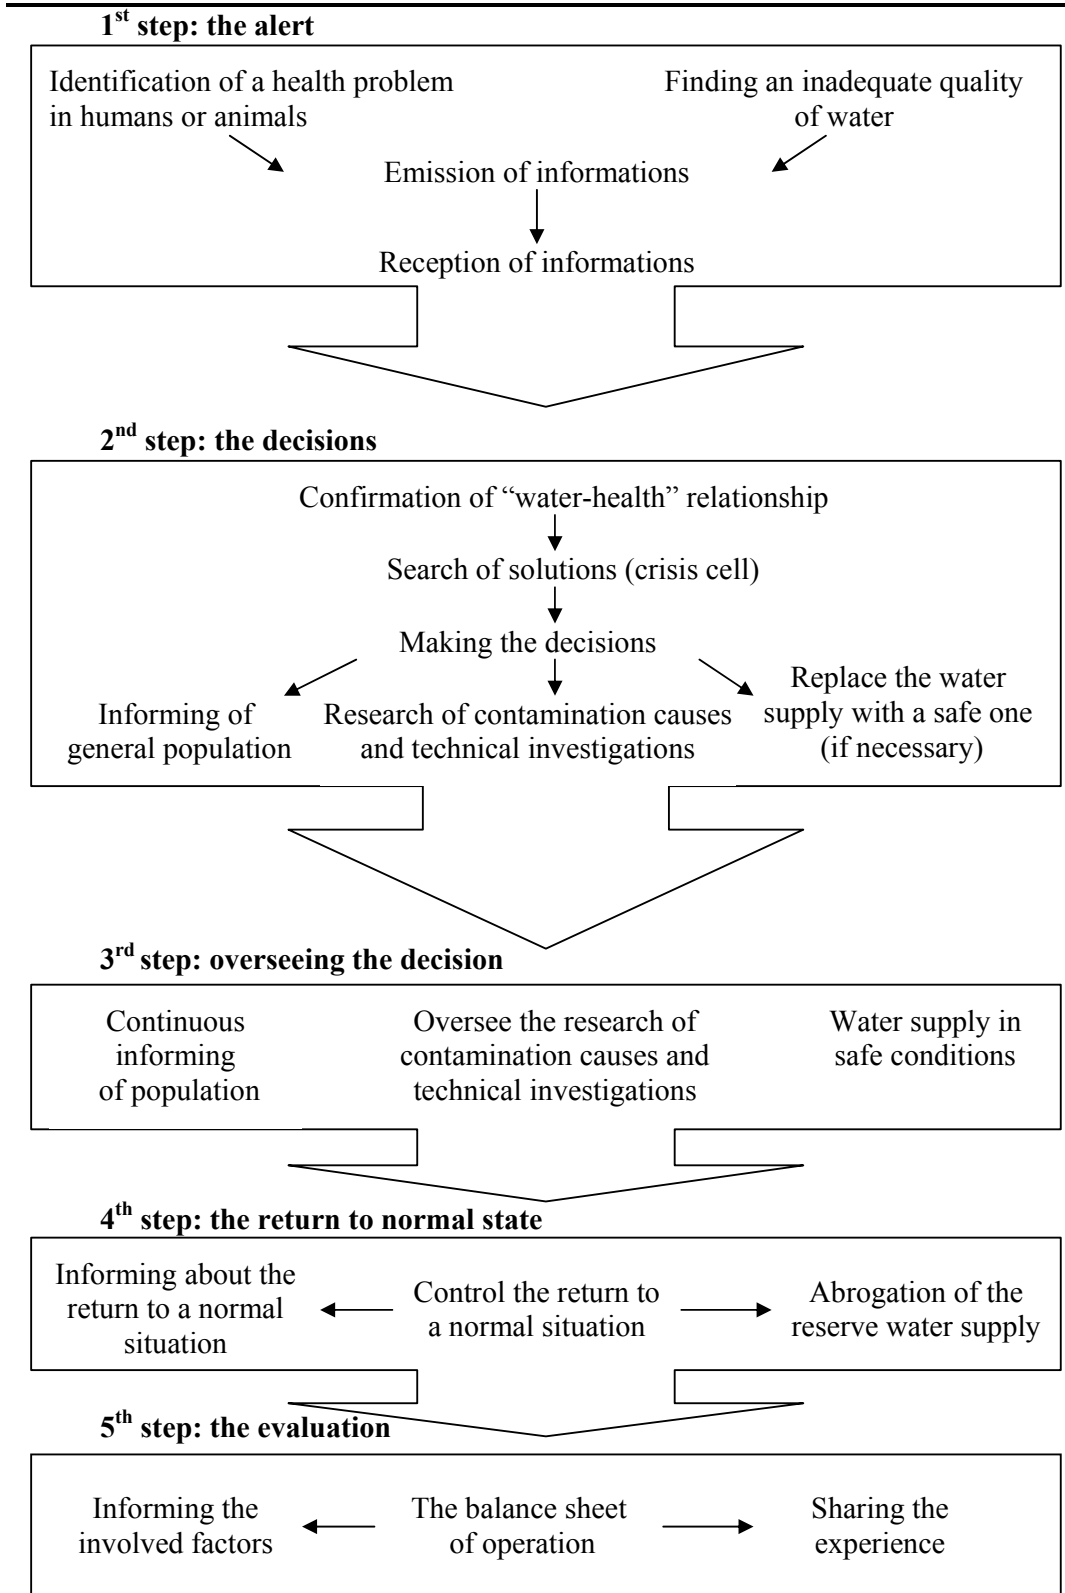 1st step: the alert
Identification of a health problem
in humans or animals
Finding an inadequate quality
of water
Emission of informations
Reception of informations
2nd step: the decisions
Confirmation of “water-health” relationship
Search of solutions (crisis cell)
Making the decisions
Informing of
general population
Research of contamination causes
and technical investigations
Replace the water
supply with a safe one
(if necessary)
3rd step: overseeing the decision
Continuous
informing
of population
Oversee the research of
contamination causes and
technical investigations
Water supply in
safe conditions
4th step: the return to normal state
Informing about the
return to a normal
situation
Control the return to
a normal situation
Abrogation of the
reserve water supply
5th step: the evaluation
Informing the
involved factors
The balance sheet
of operation
Sharing the
experience